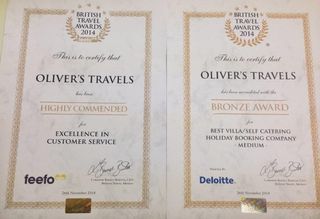 BRITISH
TRAVEL
AWARDS
2014
This is to certify that
OLIVER'S TRAVELS
has been
HIGHLY COMMENDED
for
EXCELLENCE IN
CUSTOMER SERVICE
feefo
26th November 2014
BRITISH
TRAVEL
AWARDS
2014
This is to certify that
OLIVER'S TRAVELS
has been accredited with the
BRONZE AWARD
for
BEST VILLA/SELF CATERING
HOLIDAY BOOKING COMPANY
MEDIUM
Deloitte.
26th November 2014